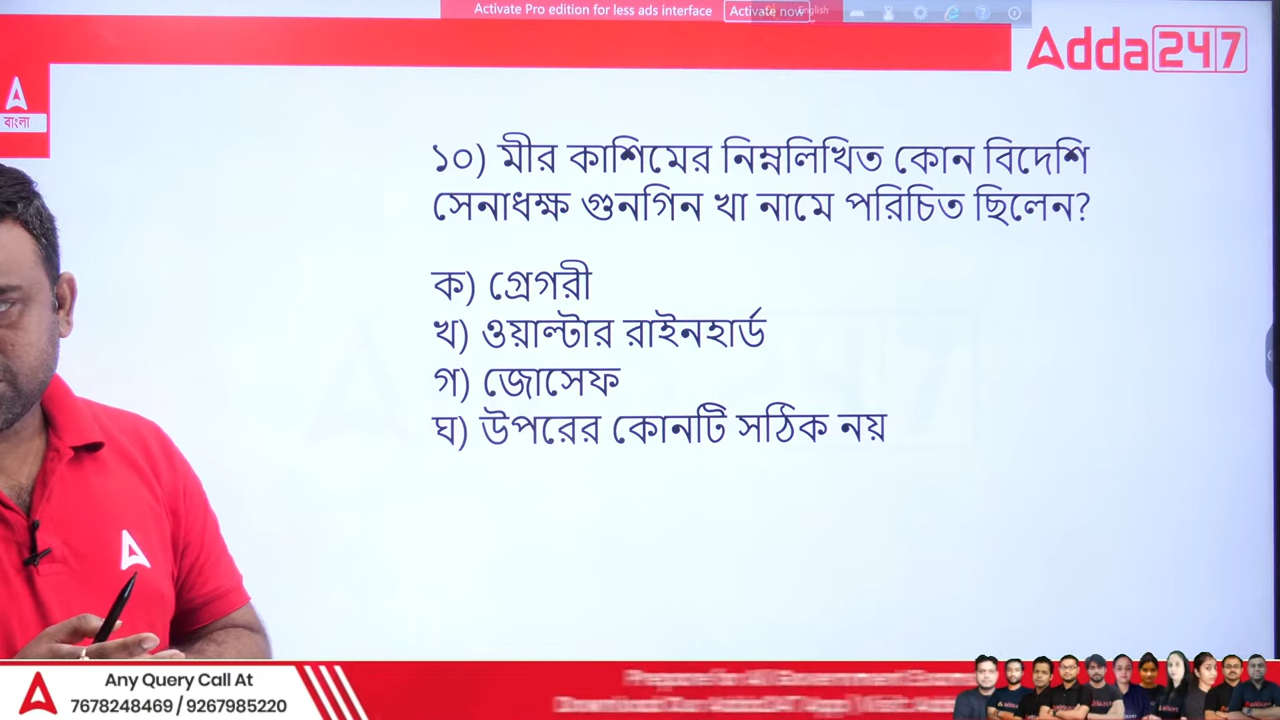 Activate Pro edition for less ads interface
Activate now
English
Adda247
বাংলা
১০) মীর কাশিমের নিম্নলিখিত কোন বিদেশি
সেনাধক্ষ গুনগিন খা নামে পরিচিত ছিলেন?
ক) গ্রেগরী
খ) ওয়াল্টার রাইনহার্ড
গ) জোসেফ
ঘ) উপরের কোনটি সঠিক নয়
Any Query Call At
7678248469 / 9267985220